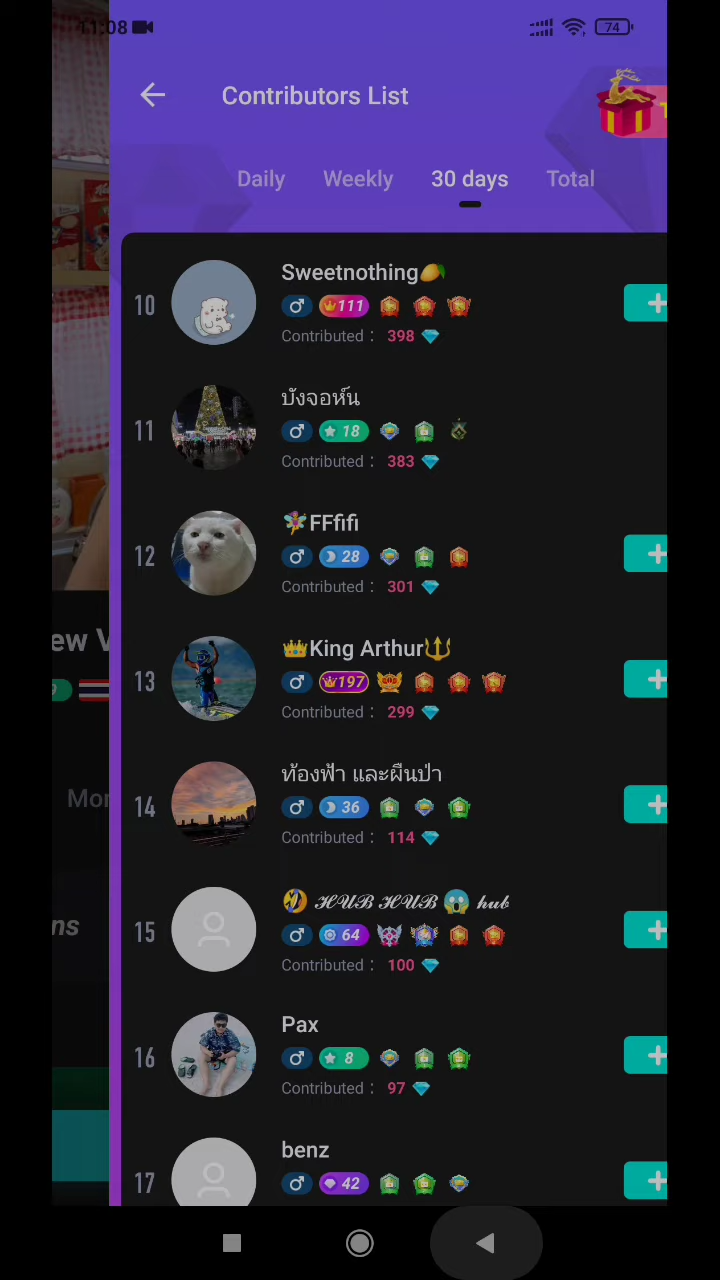 11:08
74
Contributors List
Daily Weekly 30 days Total
10
Sweetnothing🥭
111
Contributed : 398
11
บังจอห์น
18
Contributed : 383
12
🧚FFfifi
28
Contributed : 301
13
👑King Arthur🔱
197
Contributed : 299
14
ท้องฟ้า และผืนป่า
36
Contributed : 114
15
🤣 ℋ𝒰ℬ ℋ𝒰ℬ 😱 𝓱𝓾𝓫
64
Contributed : 100
16
Pax
8
Contributed : 97
17
benz
42
ew V
Mor
ns